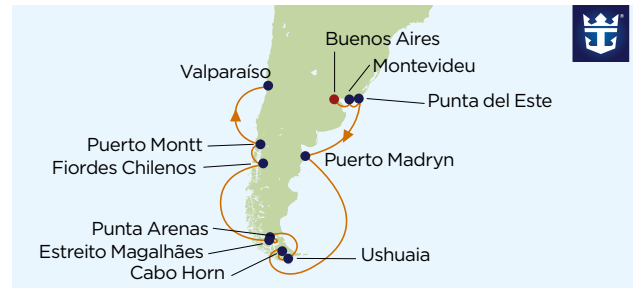 Buenos Aires
Valparaíso
Montevideu
Punta del Este
Puerto Montt
Fiordes Chilenos
Puerto Madryn
Punta Arenas
Estreito Magalhães
Cabo Horn
Ushuaia